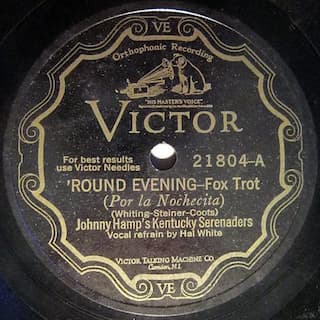 VE
Orthophonic Recording
"HIS MASTER'S VOICE"
VICTOR
For best results
use Victor Needles
21804-A
'ROUND EVENING–Fox Trot
(Por la Nochecita)
(Whiting-Steiner-Coots)
Johnny Hamp's Kentucky Serenaders
Vocal refrain by Hal White
VICTOR TALKING MACHINE CO
Camden, N.J.
VE